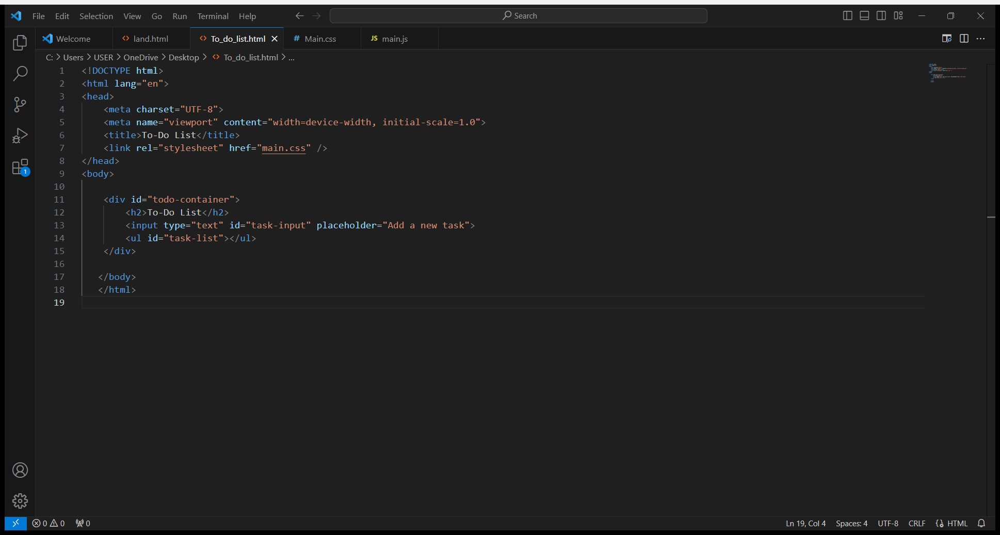 File Edit Selection View Go Run Terminal Help Search
Welcome land.html To_do_list.html Main.css JS main.js
C: > Users > USER > OneDrive > Desktop > To_do_list.html > ...
1 <!DOCTYPE html>
2 <html lang="en">
3 <head>
4 <meta charset="UTF-8">
5 <meta name="viewport" content="width=device-width, initial-scale=1.0">
6 <title>To-Do List</title>
7 <link rel="stylesheet" href="main.css" />
8 </head>
9 <body>
10
11 <div id="todo-container">
12 <h2>To-Do List</h2>
13 <input type="text" id="task-input" placeholder="Add a new task">
14 <ul id="task-list"></ul>
15 </div>
16
17 </body>
18 </html>
19
1
0 0 0 Ln 19, Col 4 Spaces: 4 UTF-8 CRLF HTML